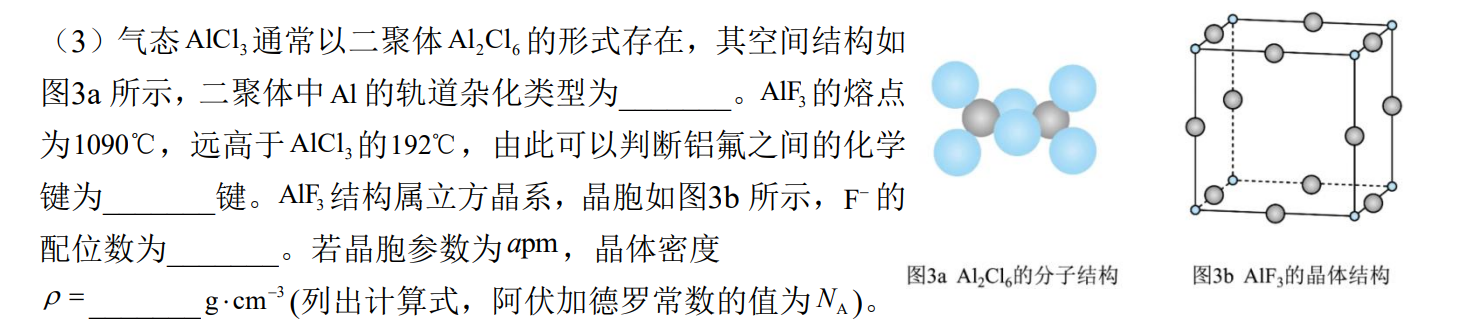 （3）气态AlCl₃通常以二聚体Al₂Cl₆的形式存在，其空间结构如
图3a 所示，二聚体中Al的轨道杂化类型为_______。AlF₃的熔点
为1090℃，远高于AlCl₃的192℃，由此可以判断铝氟之间的化学
键为_______键。AlF₃结构属立方晶系，晶胞如图3b 所示，F⁻的
配位数为_______。若晶胞参数为apm，晶体密度
ρ=_______g·cm⁻³(列出计算式，阿伏加德罗常数的值为N_A)。
图3a Al₂Cl₆的分子结构
图3b AlF₃的晶体结构